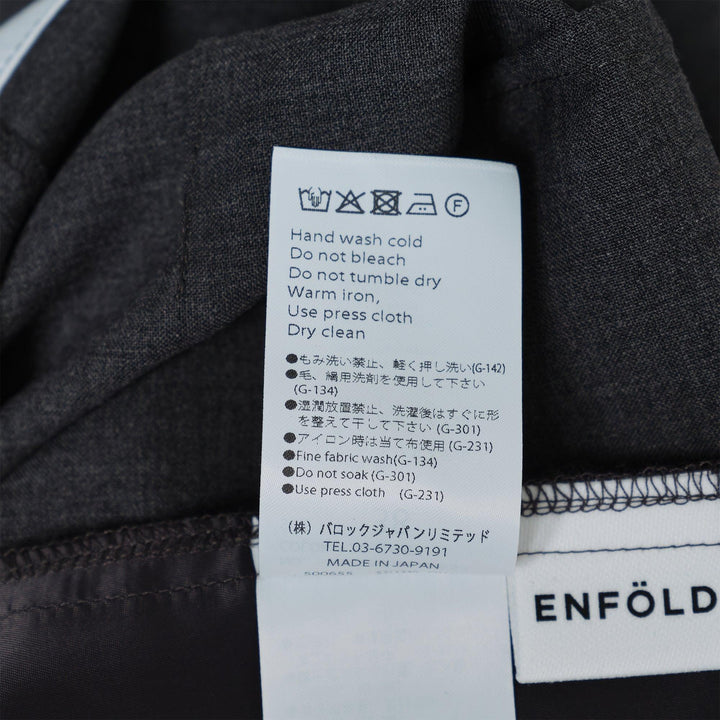 F
Hand wash cold
Do not bleach
Do not tumble dry
Warm iron,
Use press cloth
Dry clean
●もみ洗い禁止、軽く押し洗い(G-142)
●毛、絹用洗剤を使用して下さい
(G-134)
●湿潤放置禁止、洗濯後はすぐに形
を整えて干して下さい (G-301)
●アイロン時は当て布使用 (G-231)
●Fine fabric wash(G-134)
●Do not soak (G-301)
●Use press cloth (G-231)
(株) バロックジャパンリミテッド
TEL.03-6730-9191
MADE IN JAPAN
ENFÖLD